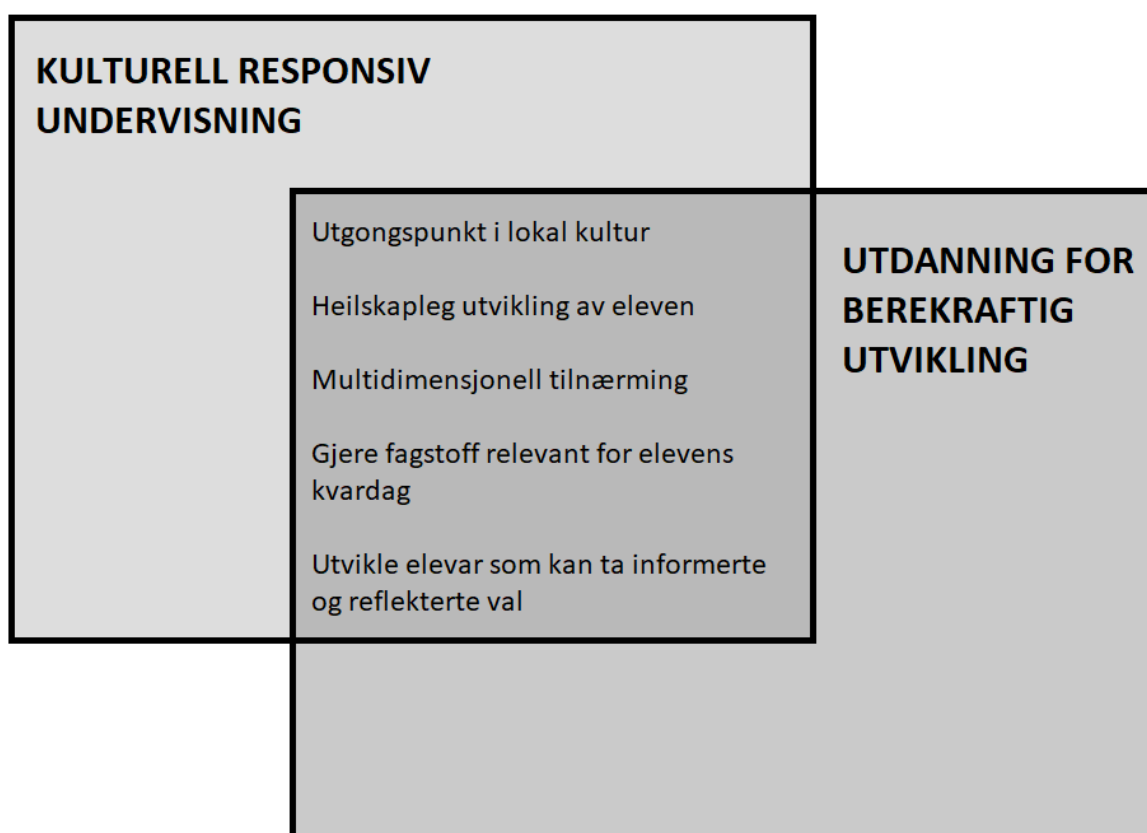 KULTURELL RESPONSIV
UNDERVISNING
Utgongspunkt i lokal kultur
Heilskapleg utvikling av eleven
Multidimensjonell tilnærming
Gjere fagstoff relevant for elevens
kvardag
Utvikle elevar som kan ta informerte
og reflekterte val
UTDANNING FOR
BEREKRAFTIG
UTVIKLING